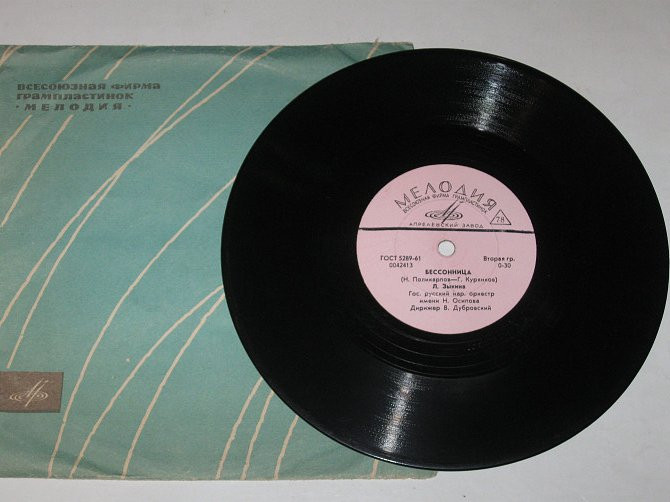 ВСЕСОЮЗНАЯ ФИРМА
ГРАМПЛАСТИНОК
· МЕЛОДИЯ ·
МЕЛОДИЯ
ВСЕСОЮЗНАЯ ФИРМА ГРАМПЛАСТИНОК
78
АПРЕЛЕВСКИЙ ЗАВОД
ГОСТ 5289-61
0042413
Вторая гр.
0-30
БЕССОННИЦА
(Н. Поликарпов—Г. Куренков)
Л. Зыкина
Гос. русский нар. оркестр
имени Н. Осипова
Дирижер В. Дубровский